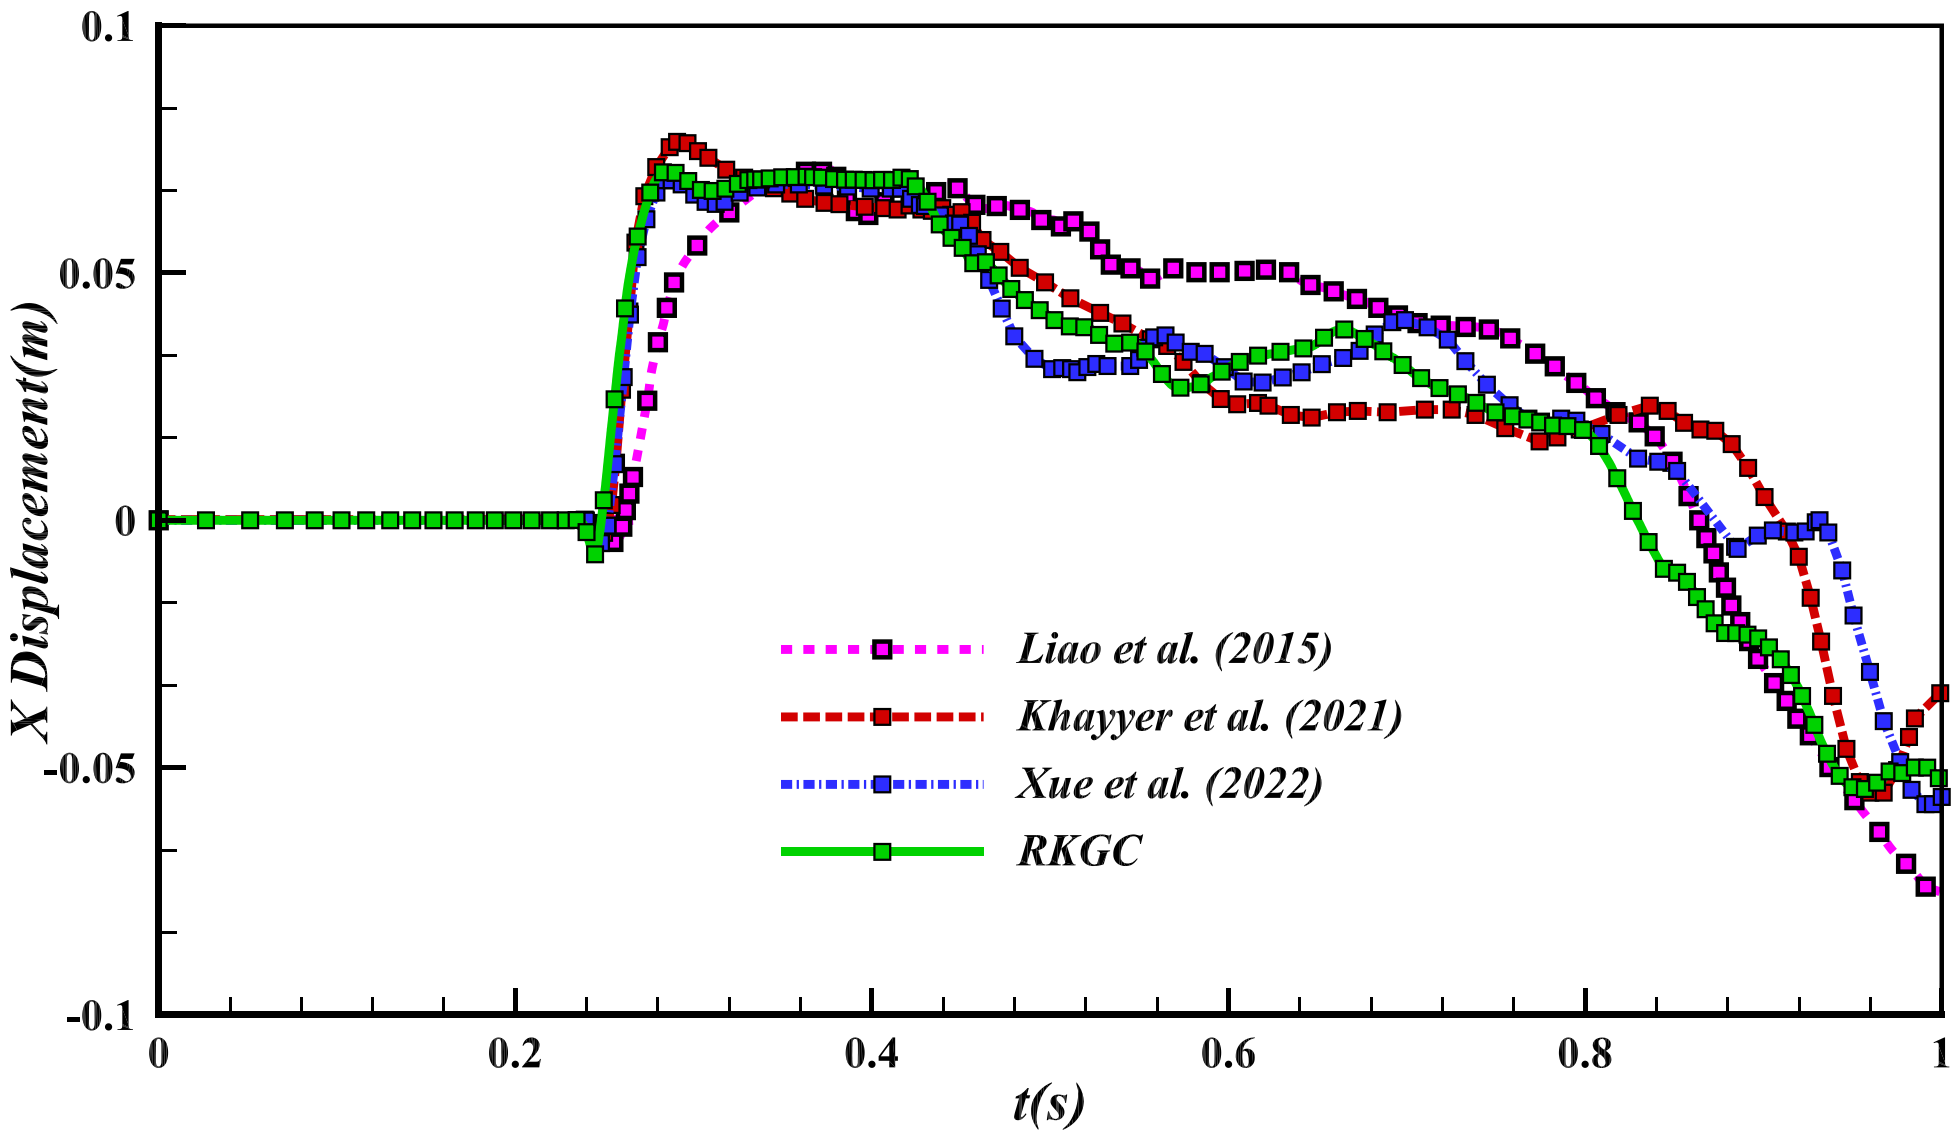 0.1
0.05
0
-0.05
-0.1
X Displacement(m)
Liao et al. (2015)
Khayyer et al. (2021)
Xue et al. (2022)
RKGC
0 0.2 0.4 0.6 0.8 1
t(s)